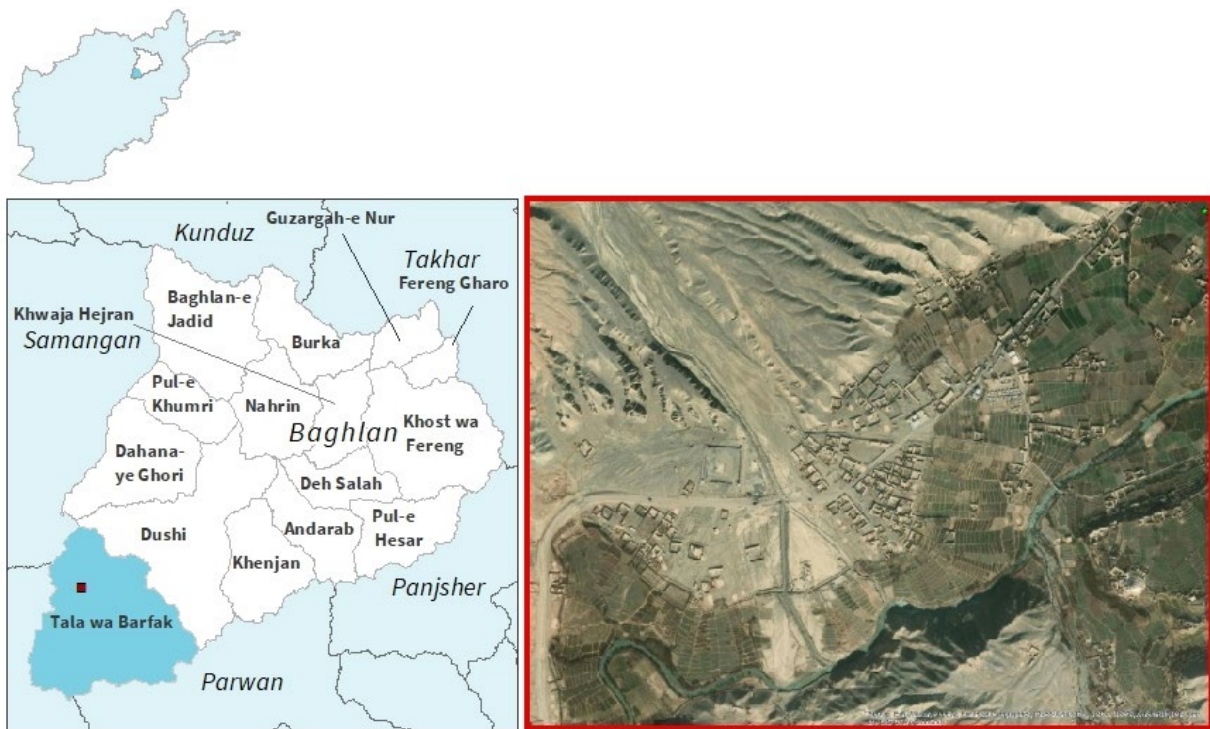 Guzargah-e Nur
Kunduz
Takhar
Fereng Gharo
Baghlan-e
Jadid
Khwaja Hejran
Samangan
Burka
Pul-e
Khumri
Nahrin
Baghlan
Khost wa
Fereng
Dahana-
ye Ghori
Deh Salah
Dushi
Andarab
Pul-e
Hesar
Khenjan
Panjsher
Tala wa Barfak
Parwan